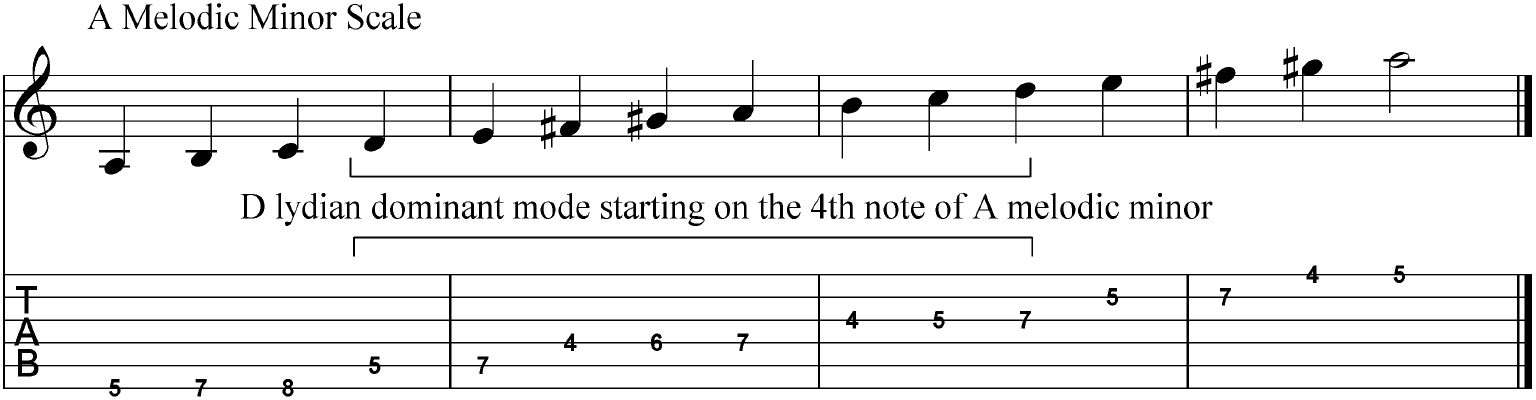 A Melodic Minor Scale
D lydian dominant mode starting on the 4th note of A melodic minor
T
A
B
5 7 8 5 7 4 6 7 4 5 7 5 7 4 5